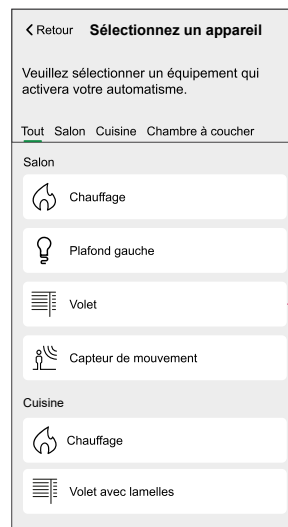 Retour Sélectionnez un appareil
Veuillez sélectionner un équipement qui
activera votre automatisme.
Tout Salon Cuisine Chambre à coucher
Salon
Chauffage
Plafond gauche
Volet
Capteur de mouvement
Cuisine
Chauffage
Volet avec lamelles